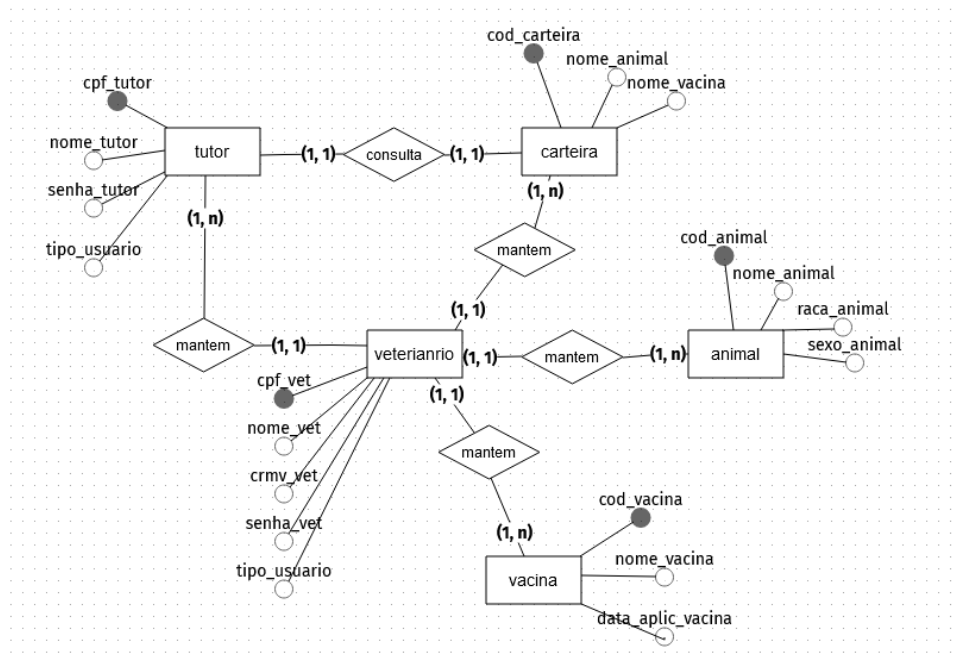 cod_carteira
nome_animal
nome_vacina
cpf_tutor
nome_tutor
senha_tutor
tipo_usuario
tutor
(1, 1)
consulta
(1, 1)
carteira
(1, n)
(1, n)
mantem
(1, 1)
cod_animal
nome_animal
raca_animal
sexo_animal
mantem
(1, 1)
veterianrio
(1, 1)
mantem
(1, n)
animal
cpf_vet
nome_vet
crmv_vet
senha_vet
tipo_usuario
(1, 1)
mantem
(1, n)
cod_vacina
nome_vacina
data_aplic_vacina
vacina